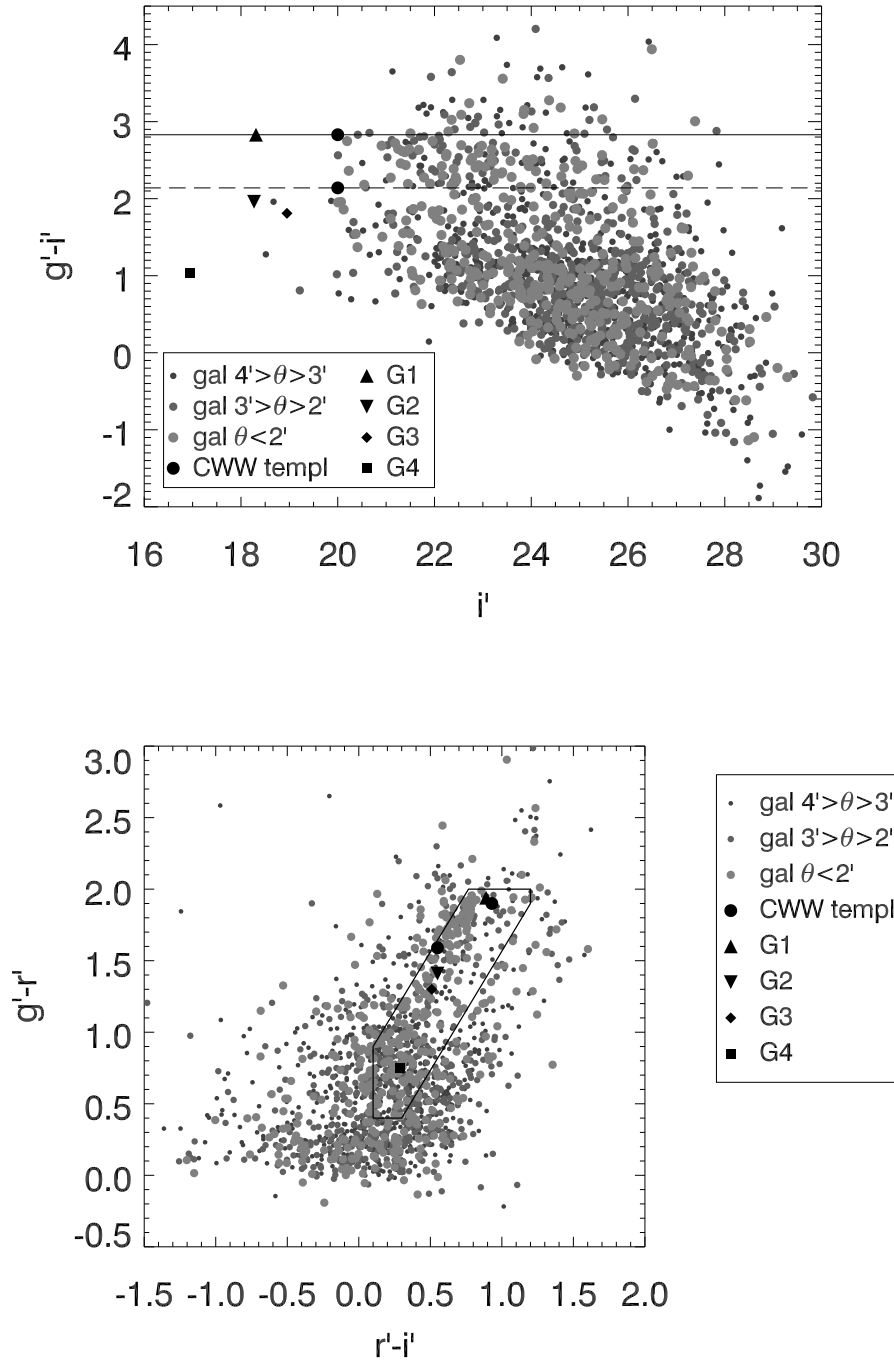 4
3
2
1
0
-1
-2
g'-i'
gal 4'>θ>3'
gal 3'>θ>2'
gal θ<2'
CWW templ
G1
G2
G3
G4
16 18 20 22 24 26 28 30
i'
3.0
2.5
2.0
1.5
1.0
0.5
0.0
-0.5
g'-r'
gal 4'>θ>3'
gal 3'>θ>2'
gal θ<2'
CWW templ
G1
G2
G3
G4
-1.5 -1.0 -0.5 0.0 0.5 1.0 1.5 2.0
r'-i'